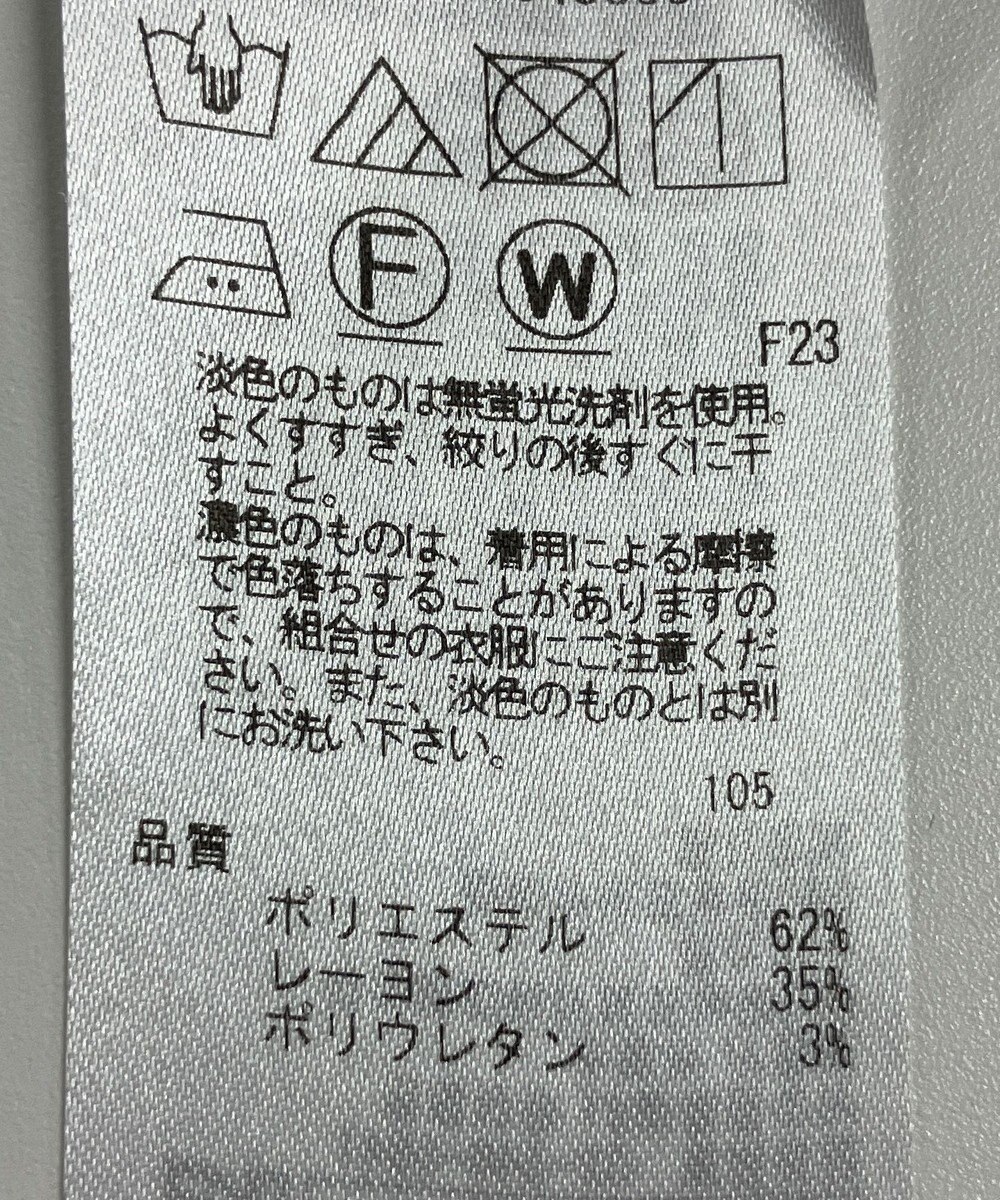 F
W
F23
淡色のものは無蛍光洗剤を使用。
よくすすぎ、絞りの後すぐに干
すこと。
濃色のものは、着用による摩擦
で色落ちすることがありますの
で、組合せの衣服にご注意くだ
さい。また、淡色のものとは別
にお洗い下さい。
105
品質
ポリエステル 62%
レーヨン 35%
ポリウレタン 3%